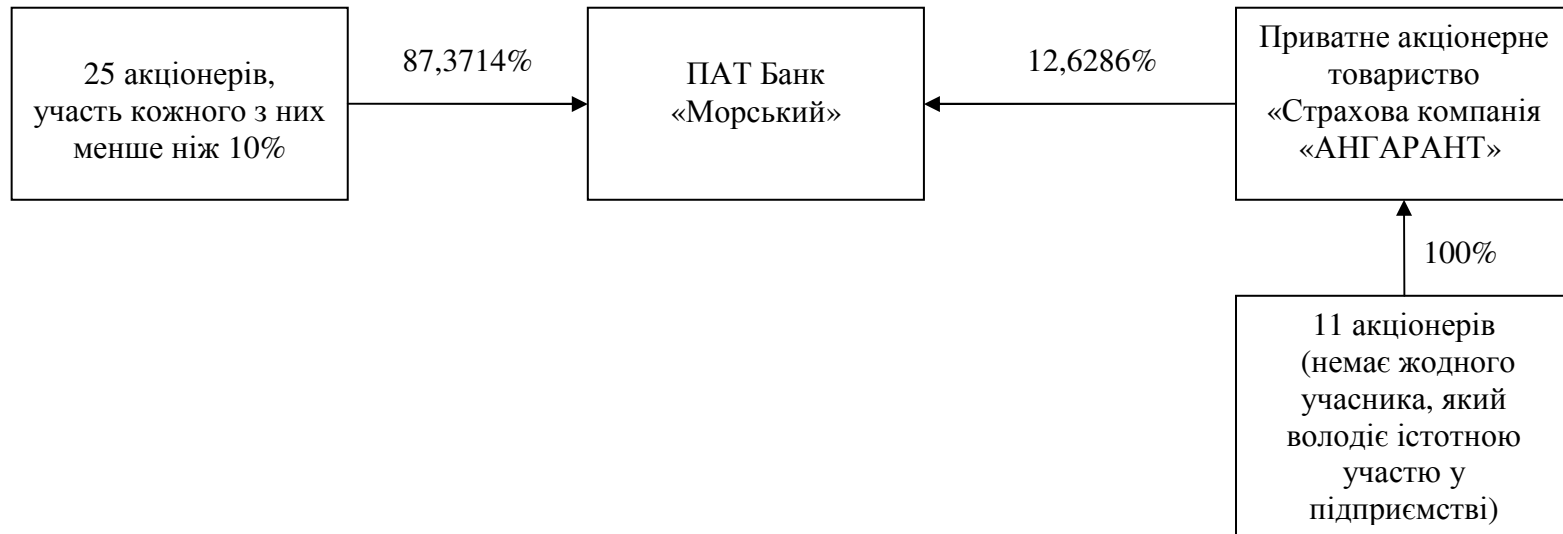 25 акціонерів,
участь кожного з них
менше ніж 10%
87,3714%
ПАТ Банк
«Морський»
12,6286%
Приватне акціонерне
товариство
«Страхова компанія
«АНГАРАНТ»
100%
11 акціонерів
(немає жодного
учасника, який
володіє істотною
участю у
підприємстві)